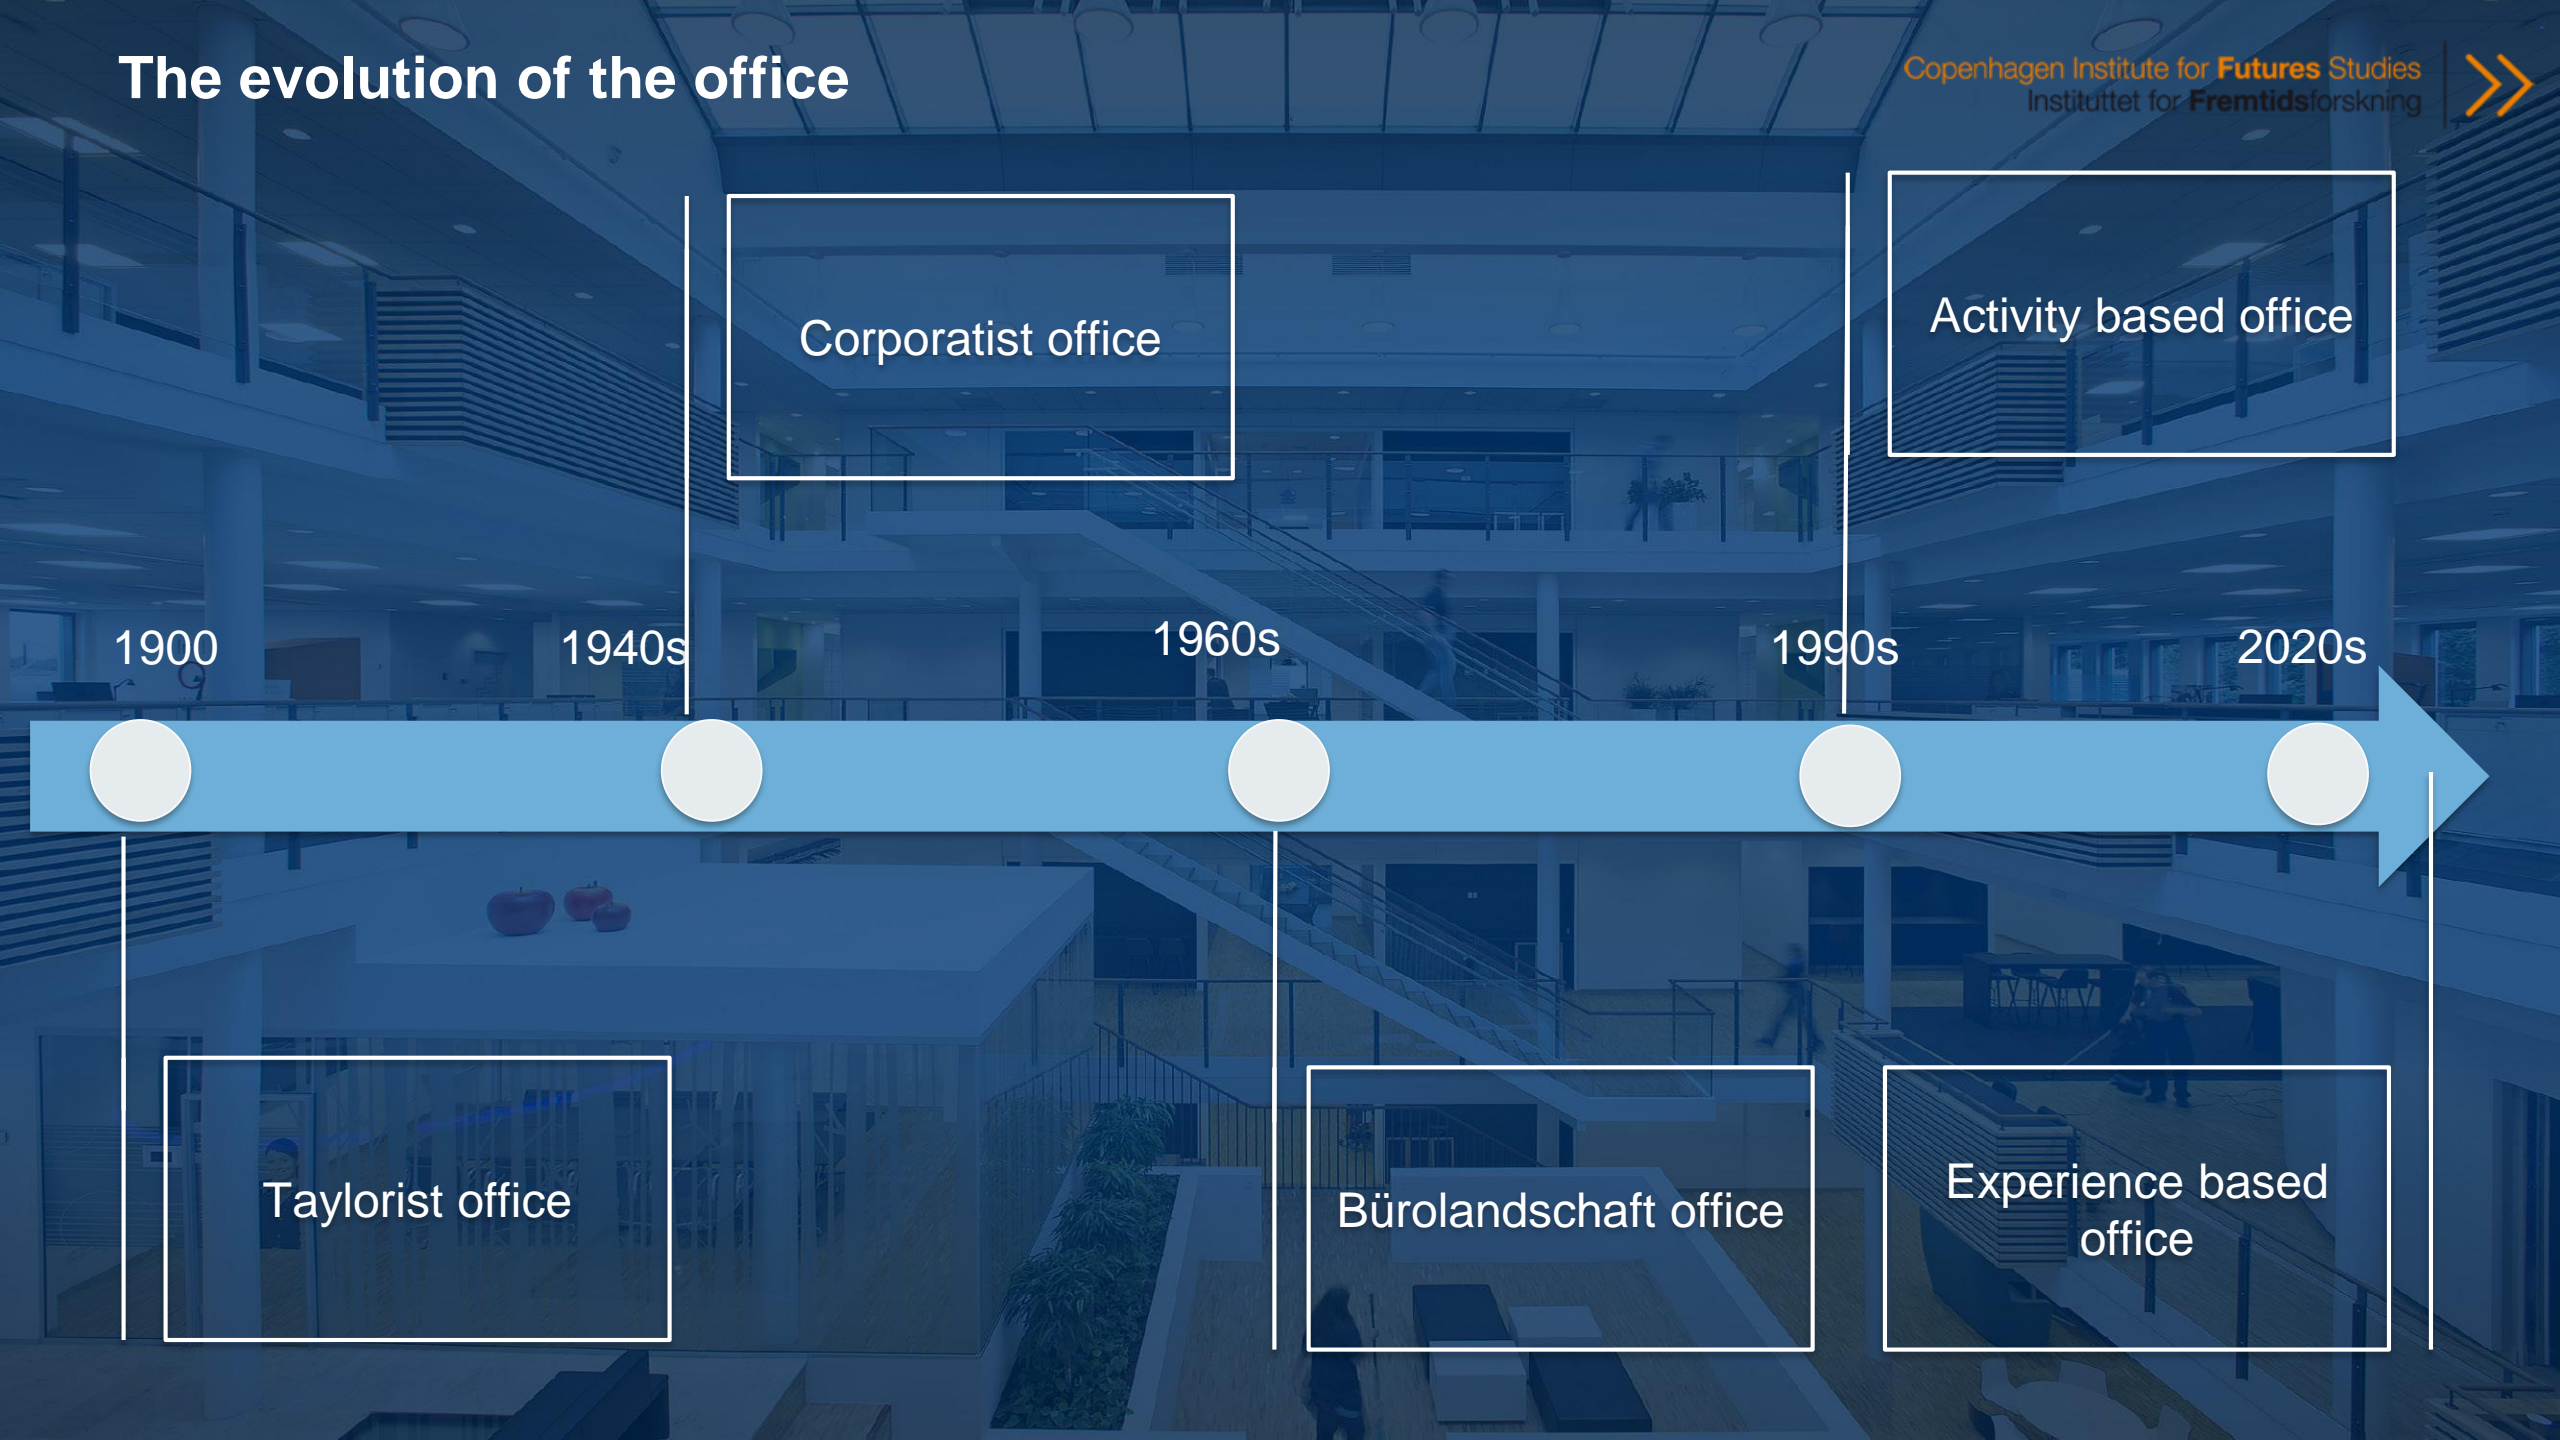 The evolution of the office
Copenhagen Institute for Futures Studies
Instituttet for Fremtidsforskning
Corporatist office
Activity based office
1900
1940s
1960s
1990s
2020s
Taylorist office
Bürolandschaft office
Experience based
office